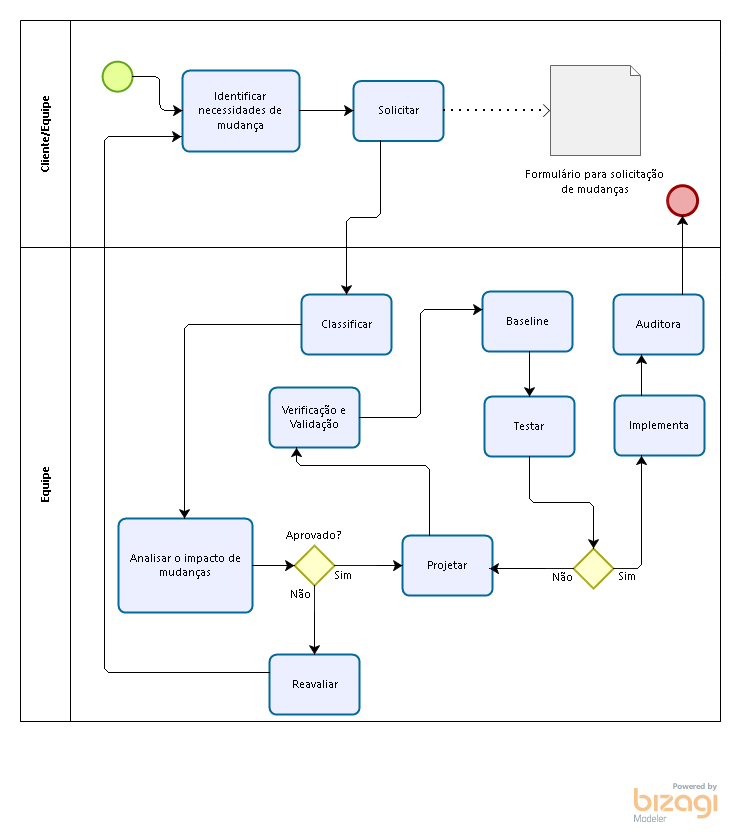 Cliente/Equipe
Identificar
necessidades de
mudança
Solicitar
Formulário para solicitação
de mudanças
Equipe
Classificar
Baseline
Auditora
Verificação e
Validação
Testar
Implementa
Analisar o impacto de
mudanças
Aprovado?
Sim
Não
Projetar
Não
Sim
Reavaliar
Powered by
bizagi
Modeler